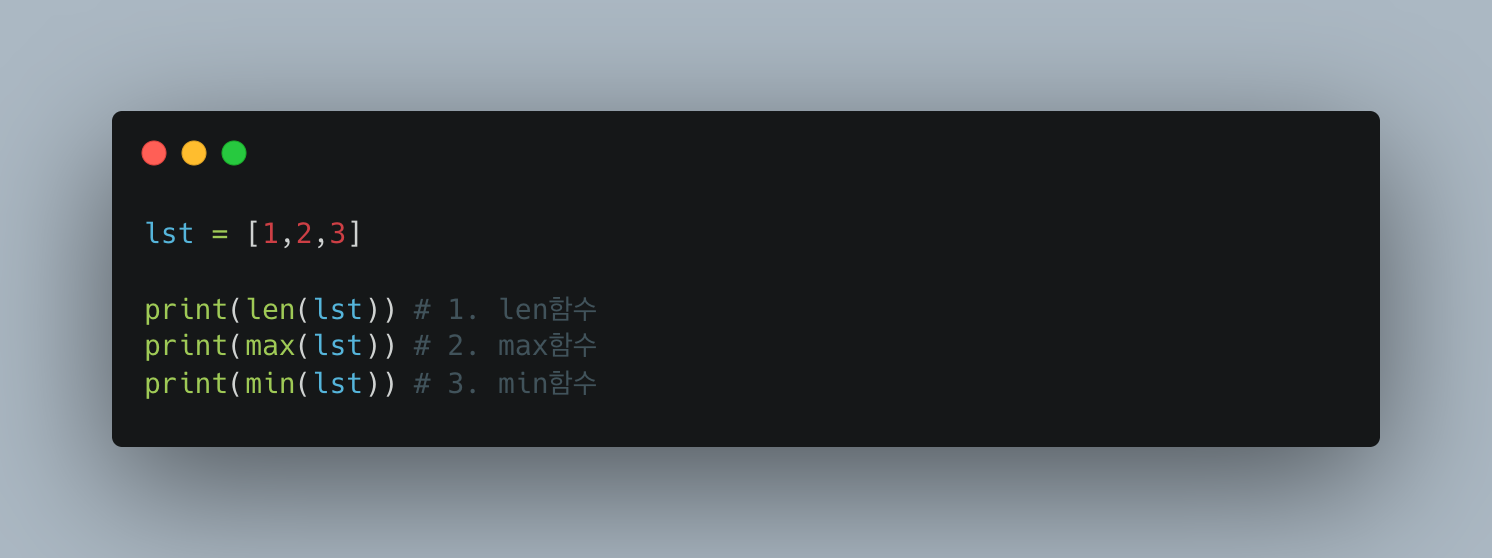 lst = [1,2,3]
print(len(lst)) # 1. len함수
print(max(lst)) # 2. max함수
print(min(lst)) # 3. min함수